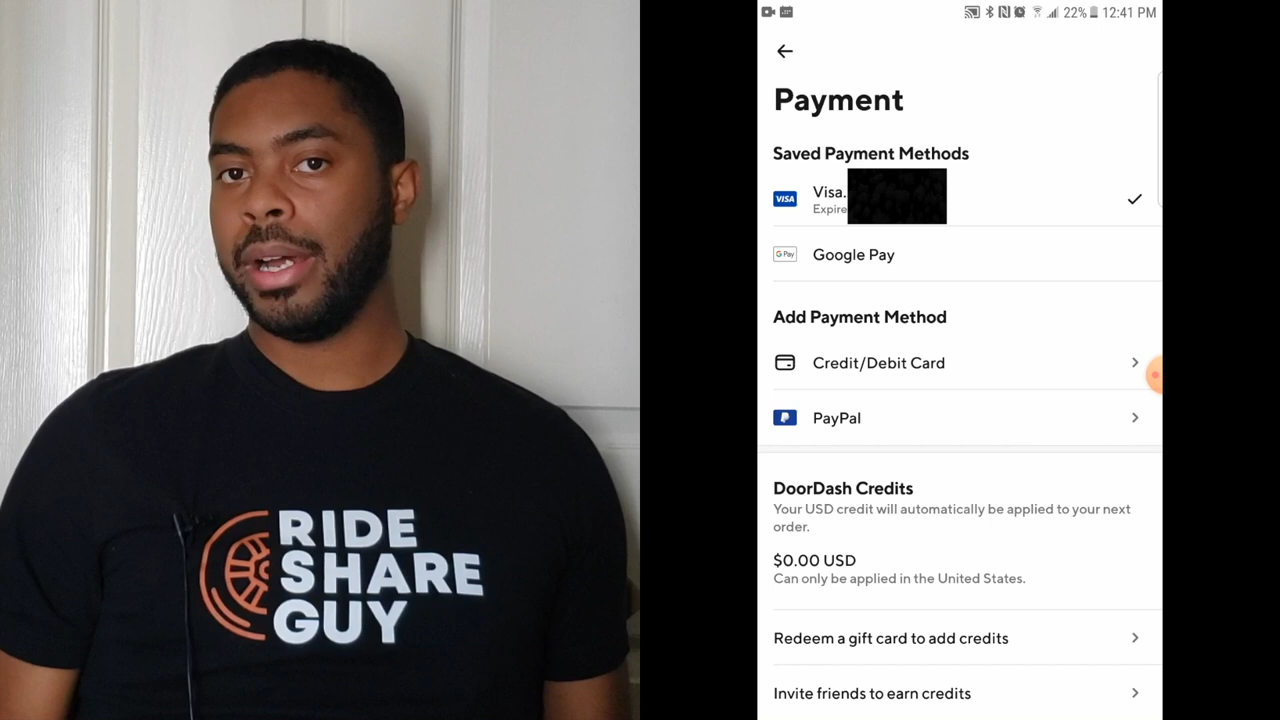 RIDE
SHARE
GUY
22% 12:41 PM
Payment
Saved Payment Methods
VISA
Visa.
Expire
G Pay
Google Pay
Add Payment Method
Credit/Debit Card
PayPal
DoorDash Credits
Your USD credit will automatically be applied to your next
order.
$0.00 USD
Can only be applied in the United States.
Redeem a gift card to add credits
Invite friends to earn credits